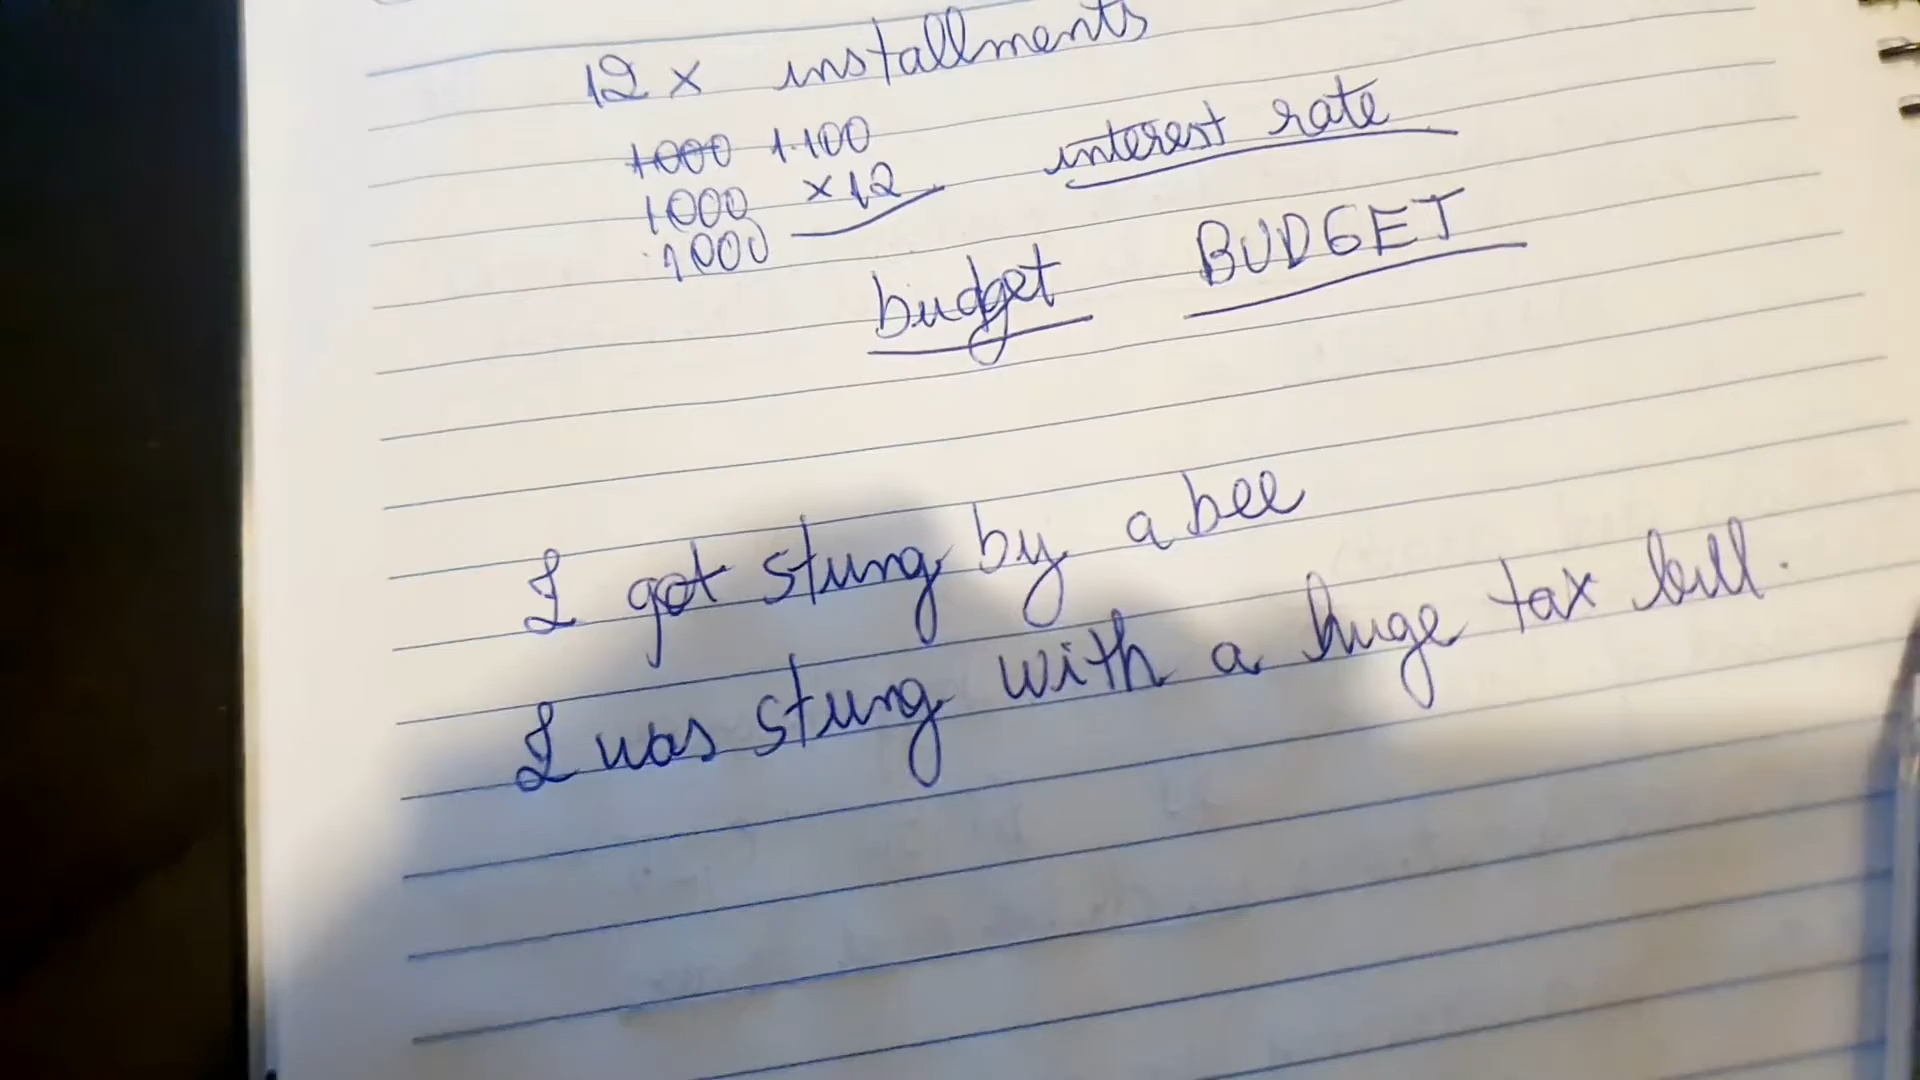 12 x installments
1000 1.100 interest rate
1000 x12
1000
budget BUDGET
I got stung by a bee
I was stung with a huge tax bill.